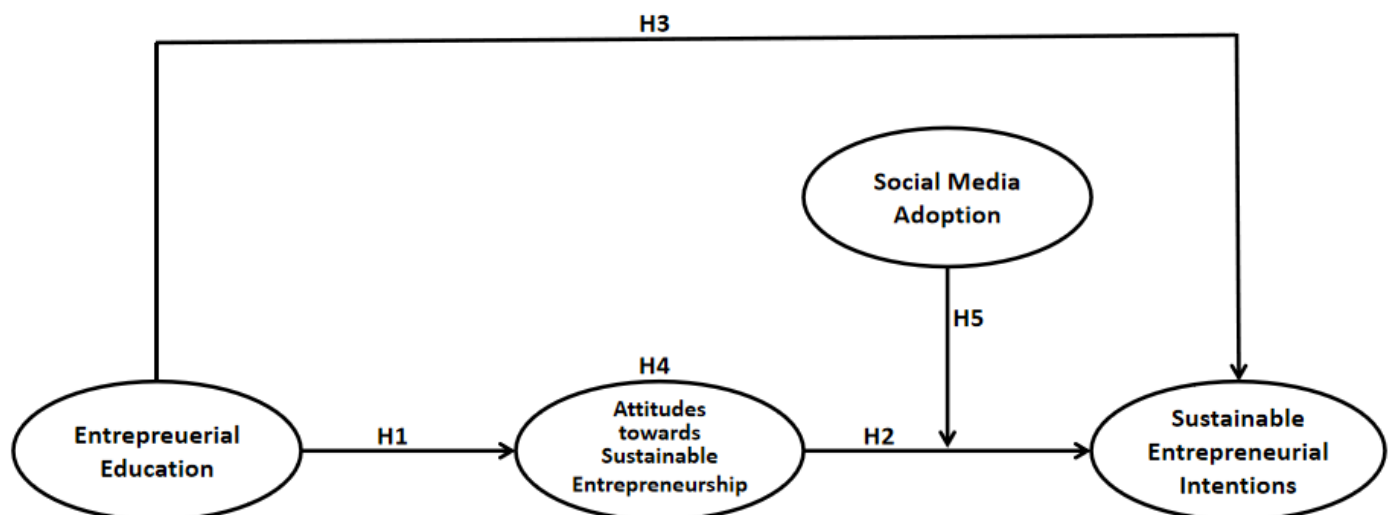 H3
Social Media
Adoption
H5
H4
Entrepreuerial
Education
H1
Attitudes
towards
Sustainable
Entrepreneurship
H2
Sustainable
Entrepreneurial
Intentions